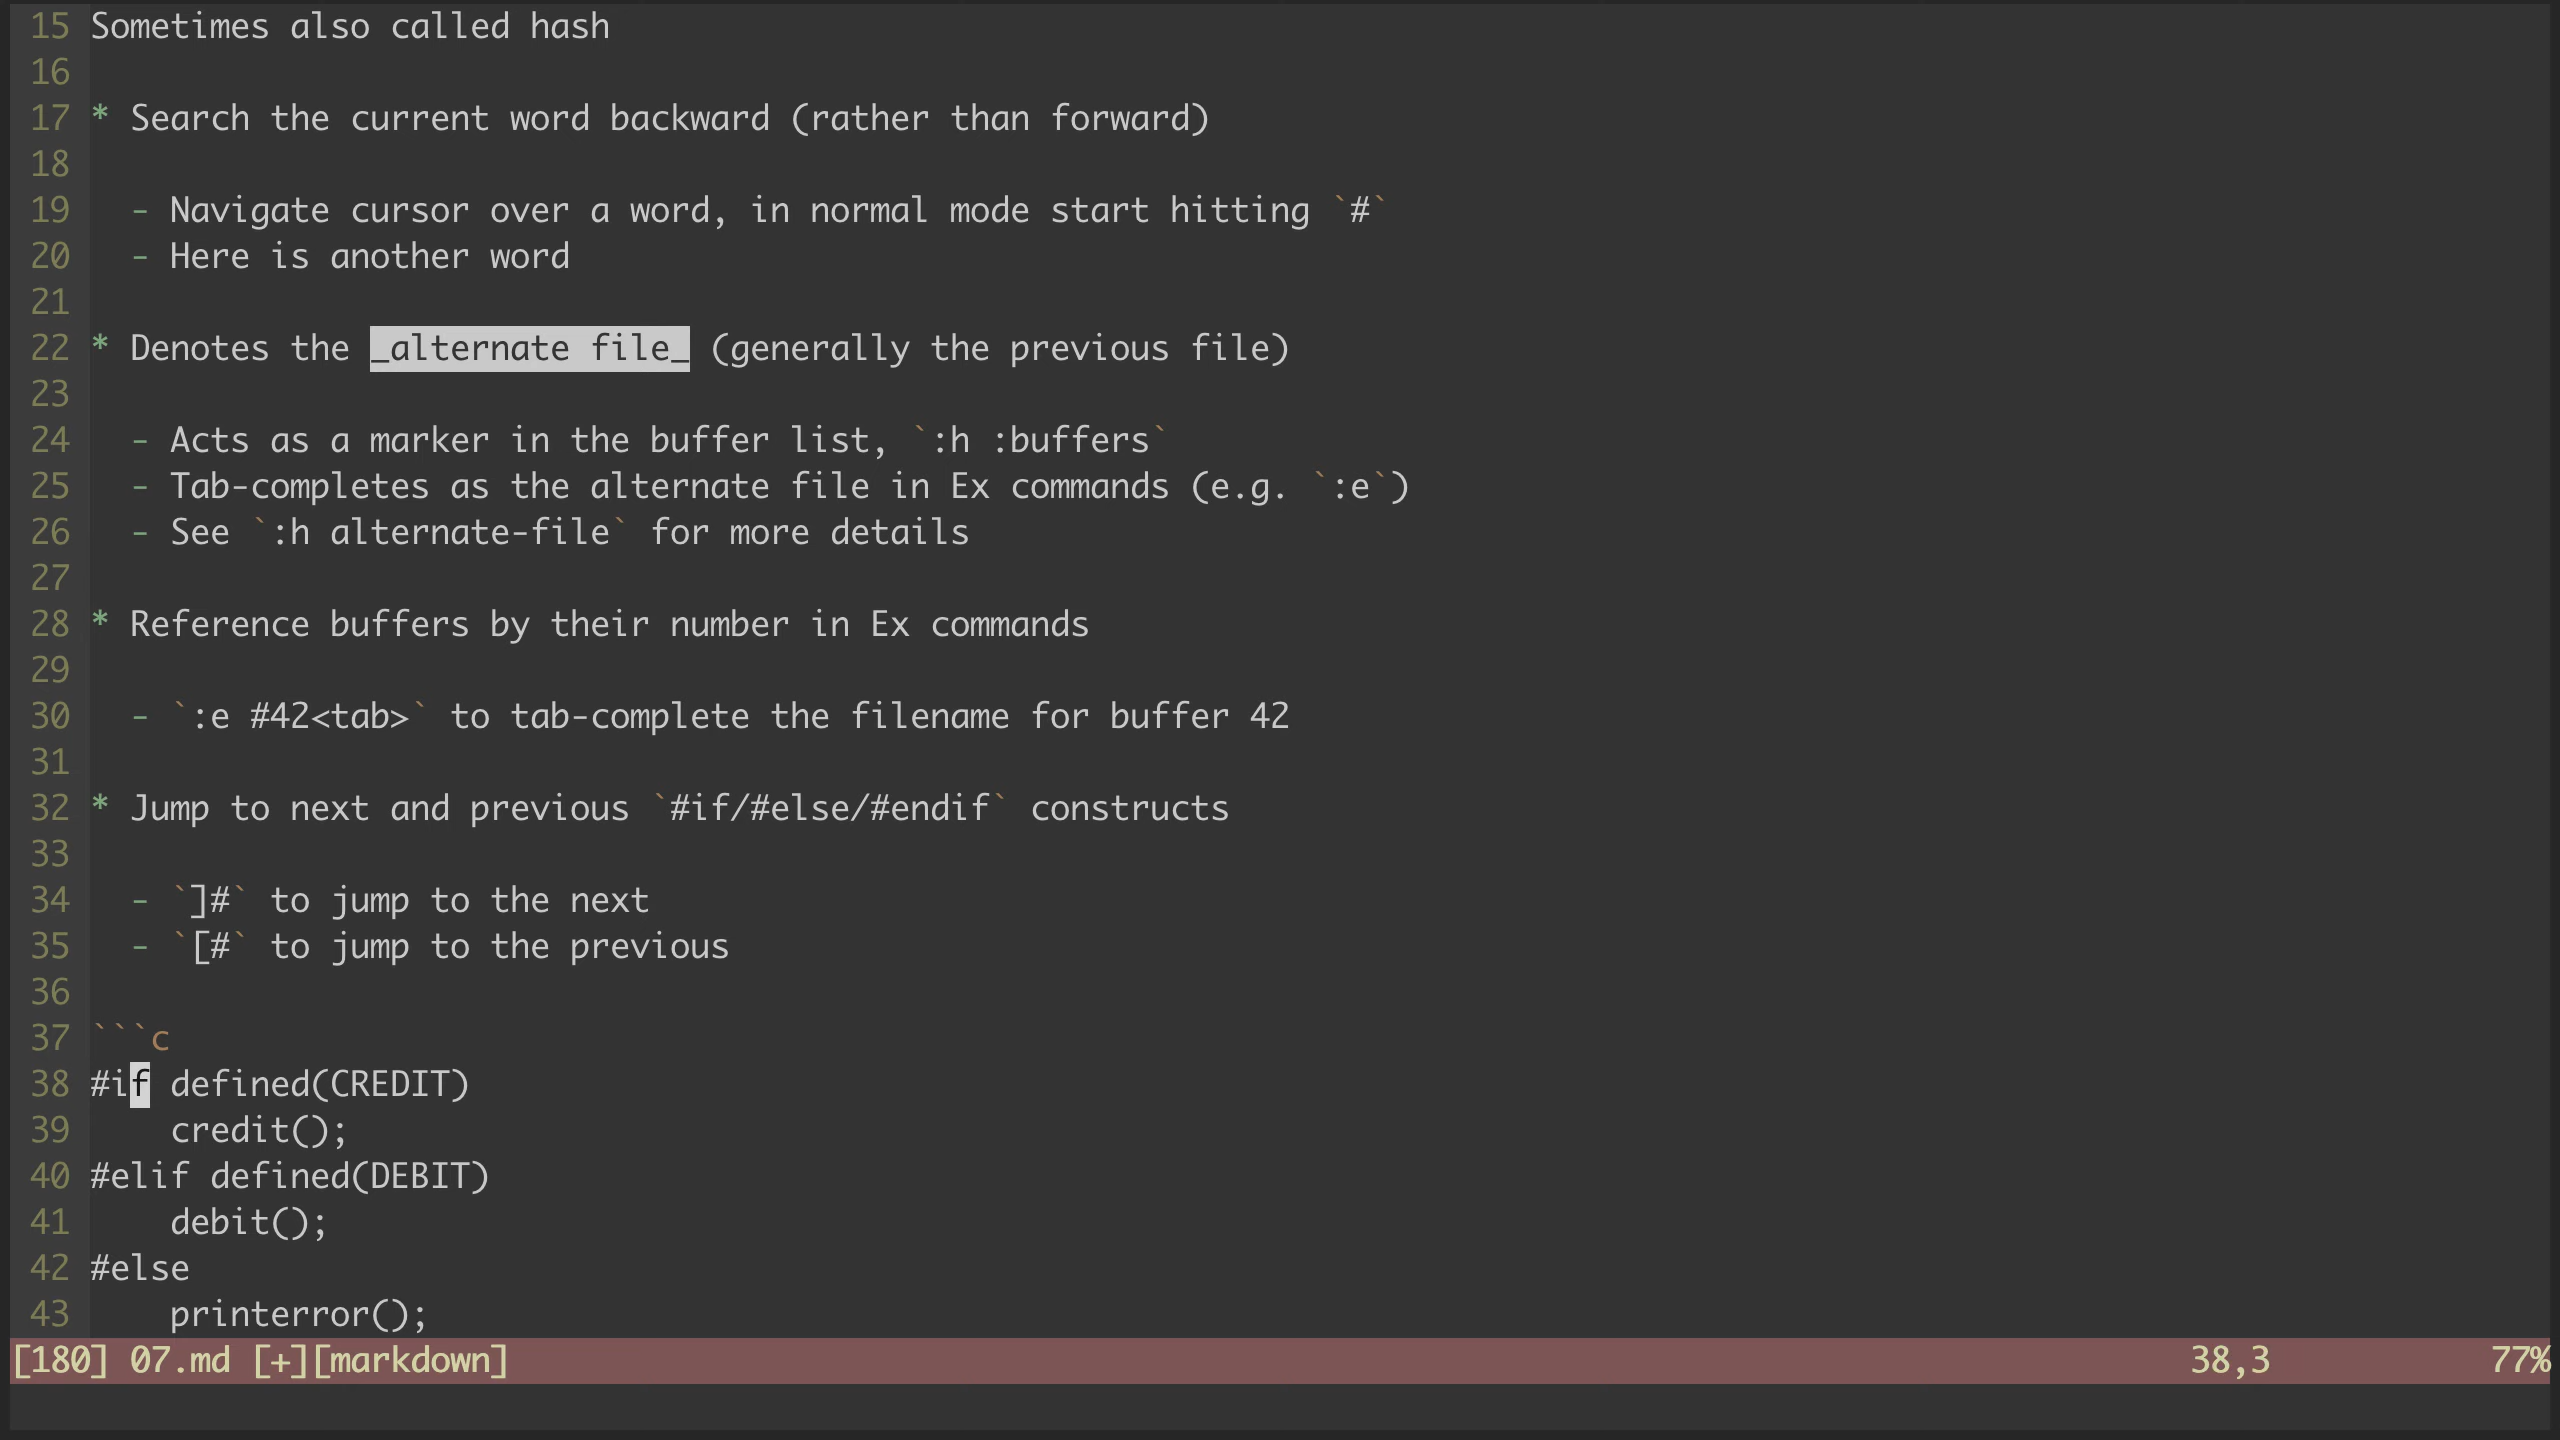 15 Sometimes also called hash
16
17 * Search the current word backward (rather than forward)
18
19   - Navigate cursor over a word, in normal mode start hitting `#`
20   - Here is another word
21
22 * Denotes the _alternate file_ (generally the previous file)
23
24   - Acts as a marker in the buffer list, `:h :buffers`
25   - Tab-completes as the alternate file in Ex commands (e.g. `:e`)
26   - See `:h alternate-file` for more details
27
28 * Reference buffers by their number in Ex commands
29
30   - `:e #42<tab>` to tab-complete the filename for buffer 42
31
32 * Jump to next and previous `#if/#else/#endif` constructs
33
34   - `]#` to jump to the next
35   - `[#` to jump to the previous
36
37 ```c
38 #if defined(CREDIT)
39     credit();
40 #elif defined(DEBIT)
41     debit();
42 #else
43     printerror();
[180] 07.md [+][markdown] 38,3 77%